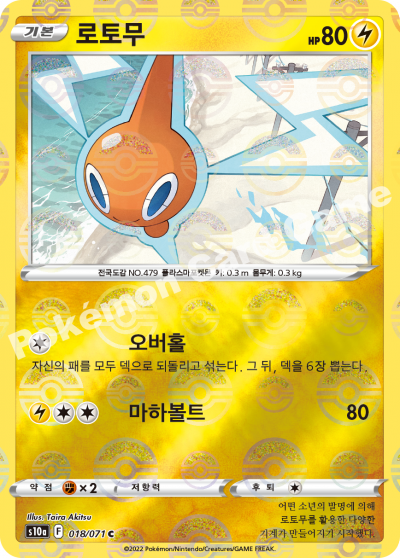 기본 로토무 HP 80
전국도감 NO.479 플라스마포켓몬 키: 0.3 m 몸무게: 0.3 kg
Pokémon Card Game
오버홀
자신의 패를 모두 덱으로 되돌리고 섞는다. 그 뒤, 덱을 6장 뽑는다.
마하볼트 80
약점 ×2 저항력 후퇴
Illus. Taira Akitsu
어떤 소년의 발명에 의해
s10a F 018/071 C 로토무를 활용한 다양한
기계가 만들어지기 시작했다.
©2022 Pokémon/Nintendo/Creatures/GAME FREAK.